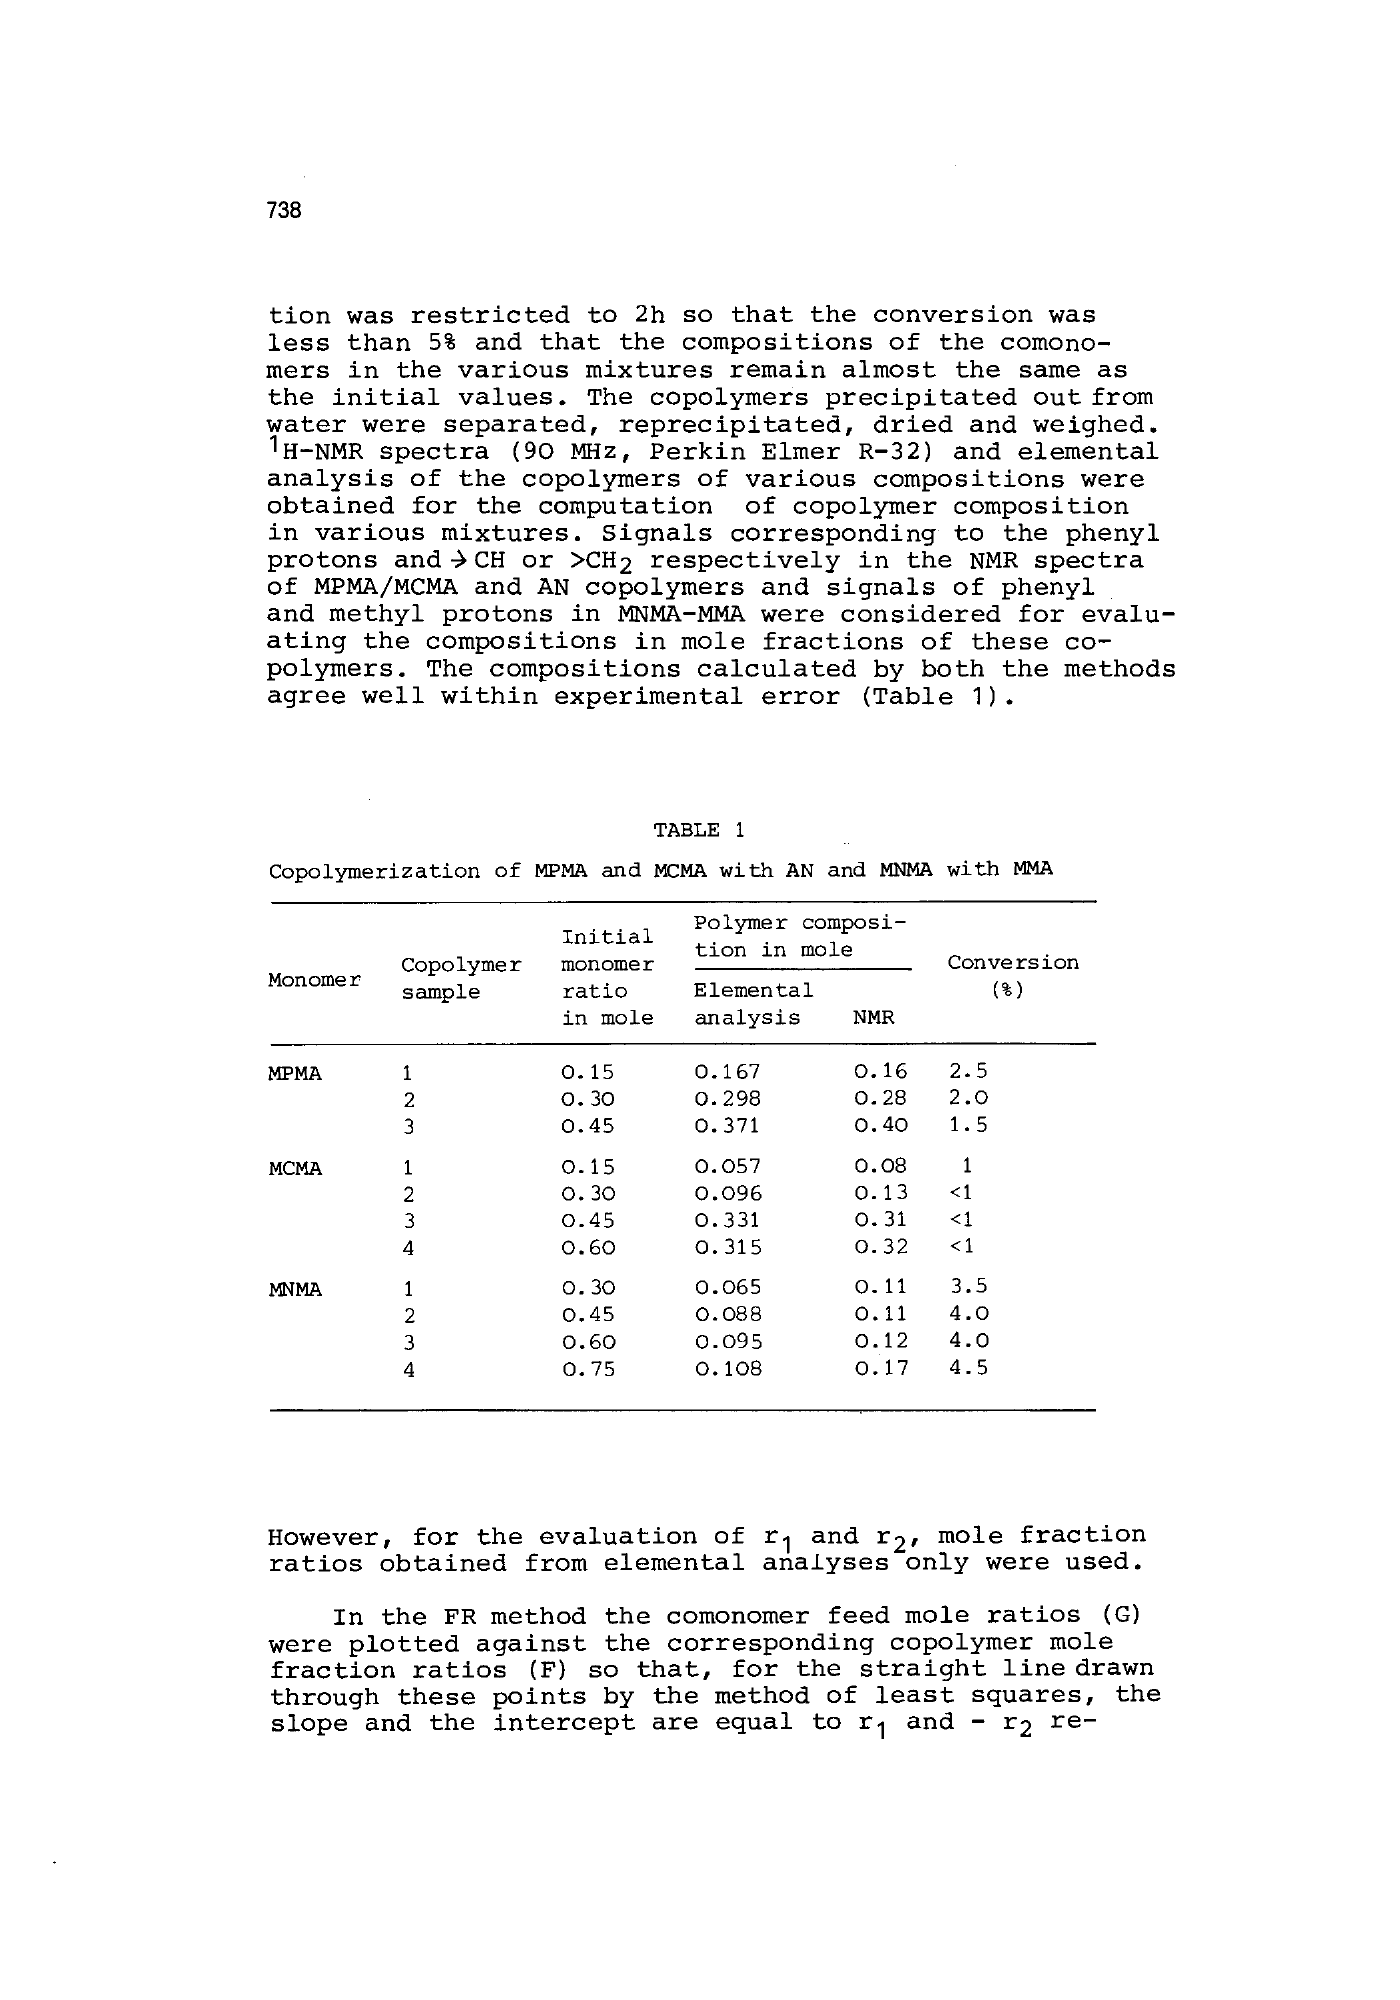 738
tion was restricted to 2h so that the conversion was
less than 5% and that the compositions of the comono-
mers in the various mixtures remain almost the same as
the initial values. The copolymers precipitated out from
water were separated, reprecipitated, dried and weighed.
¹H-NMR spectra (90 MHz, Perkin Elmer R-32) and elemental
analysis of the copolymers of various compositions were
obtained for the computation of copolymer composition
in various mixtures. Signals corresponding to the phenyl
protons and ⩾CH or >CH₂ respectively in the NMR spectra
of MPMA/MCMA and AN copolymers and signals of phenyl
and methyl protons in MNMA-MMA were considered for evalu-
ating the compositions in mole fractions of these co-
polymers. The compositions calculated by both the methods
agree well within experimental error (Table 1).
TABLE 1
Copolymerization of MPMA and MCMA with AN and MNMA with MMA
Monomer Copolymer sample Initial monomer ratio in mole Polymer composi-tion in mole Elemental analysis NMR Conversion (%)
MPMA 1 0.15 0.167 0.16 2.5
2 0.30 0.298 0.28 2.0
3 0.45 0.371 0.40 1.5
MCMA 1 0.15 0.057 0.08 1
2 0.30 0.096 0.13 <1
3 0.45 0.331 0.31 <1
4 0.60 0.315 0.32 <1
MNMA 1 0.30 0.065 0.11 3.5
2 0.45 0.088 0.11 4.0
3 0.60 0.095 0.12 4.0
4 0.75 0.108 0.17 4.5
However, for the evaluation of r₁ and r₂, mole fraction
ratios obtained from elemental analyses only were used.
In the FR method the comonomer feed mole ratios (G)
were plotted against the corresponding copolymer mole
fraction ratios (F) so that, for the straight line drawn
through these points by the method of least squares, the
slope and the intercept are equal to r₁ and - r₂ re-